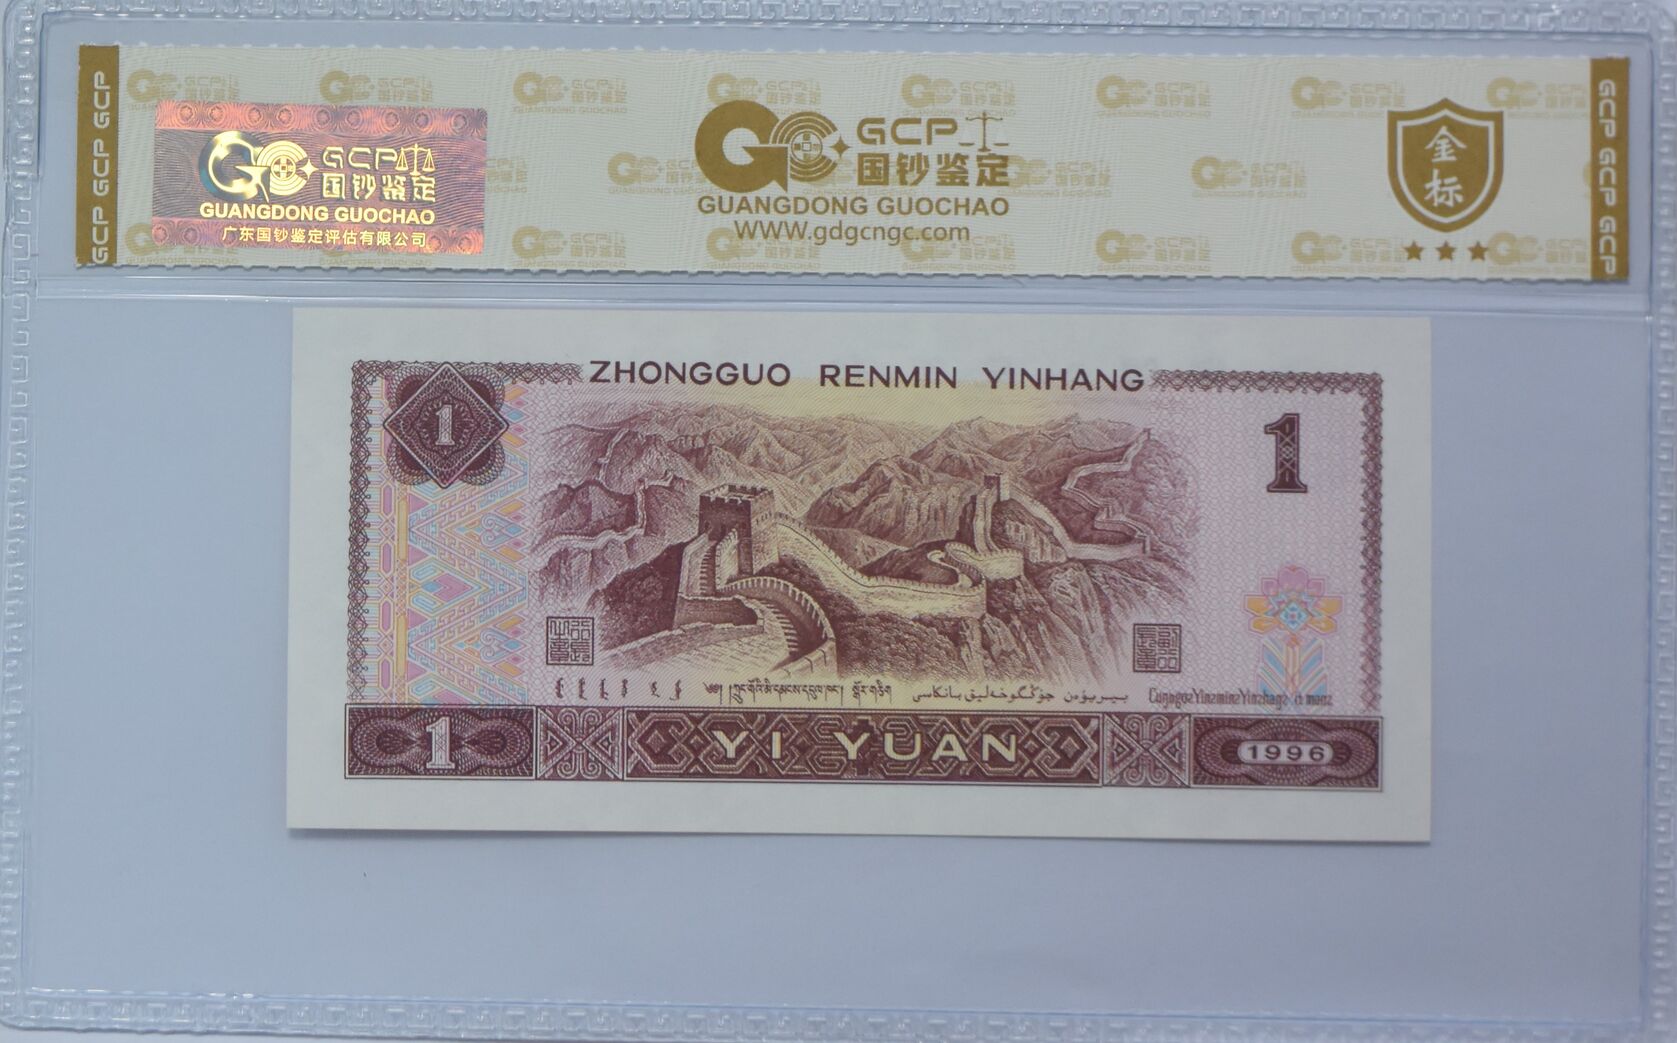 GCP GCP GCP
GCP
国钞鉴定
GUANGDONG GUOCHAO
广东国钞鉴定评估有限公司
GCP
国钞鉴定
GUANGDONG GUOCHAO
WWW.gdgcngc.com
金
标
GCP GCP GCP
ZHONGGUO RENMIN YINHANG
1
1
1
YI YUAN
1996